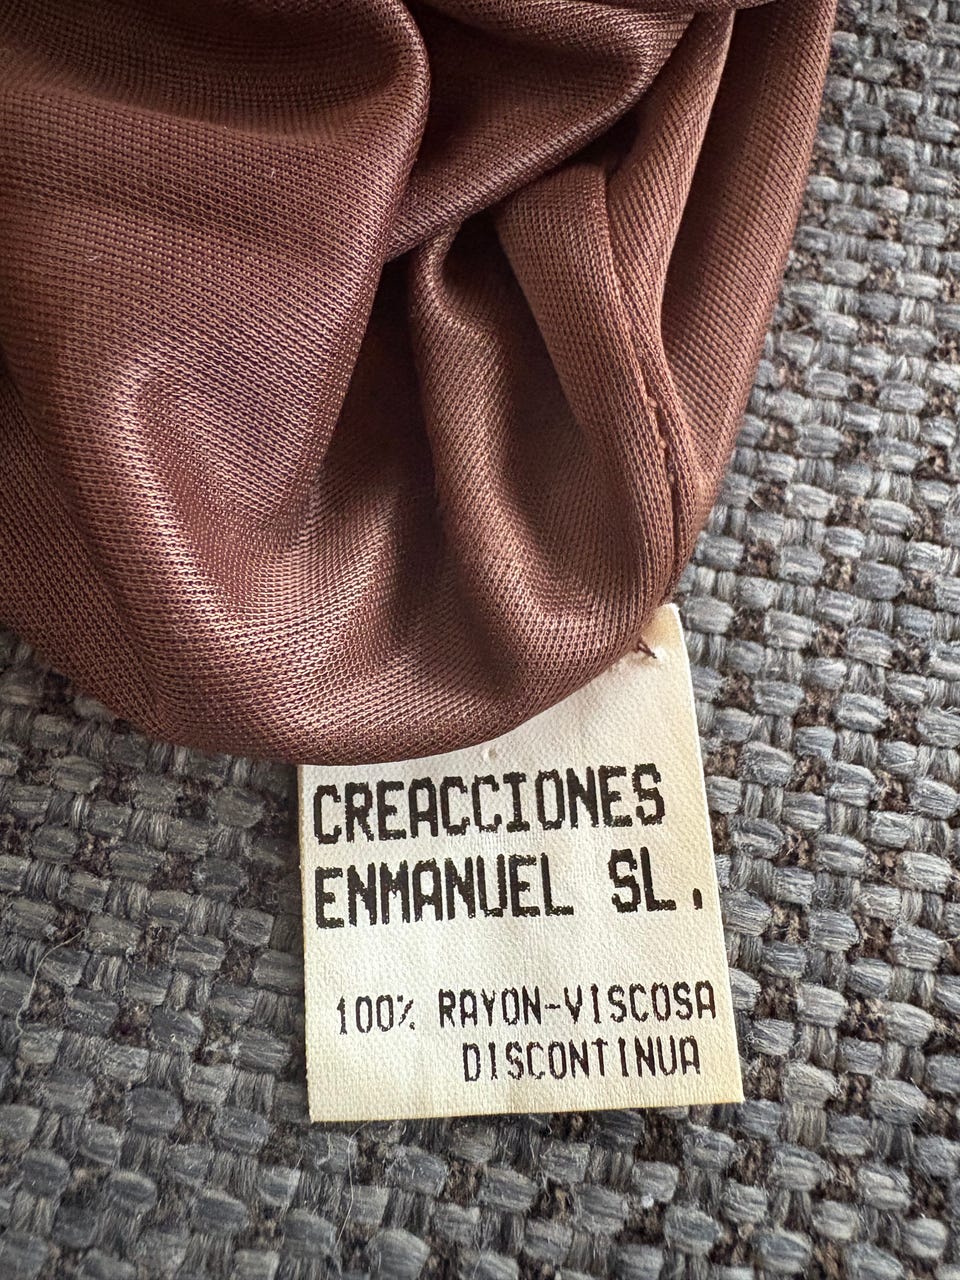 CREACCIONES
ENMANUEL SL.
100% RAYON-VISCOSA
DISCONTINUA